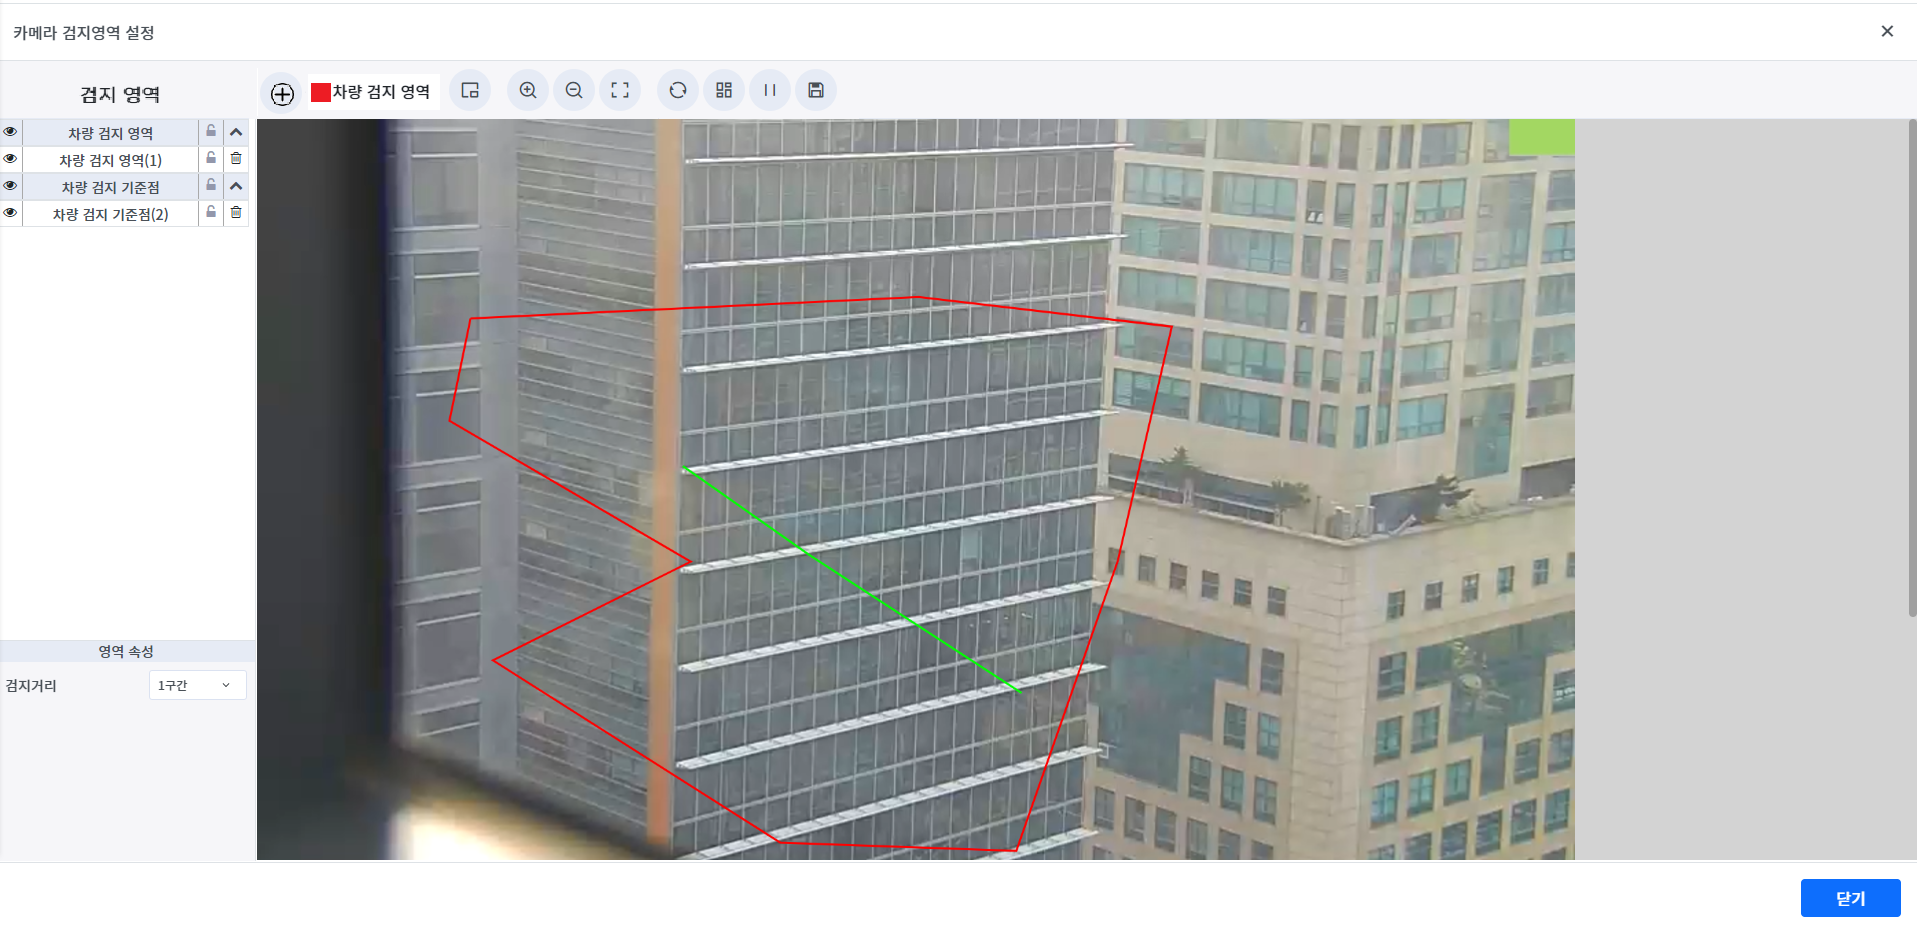 카메라 검지영역 설정
검지 영역
차량 검지 영역
차량 검지 영역
차량 검지 영역(1)
차량 검지 기준점
차량 검지 기준점(2)
영역 속성
검지거리
1구간
닫기